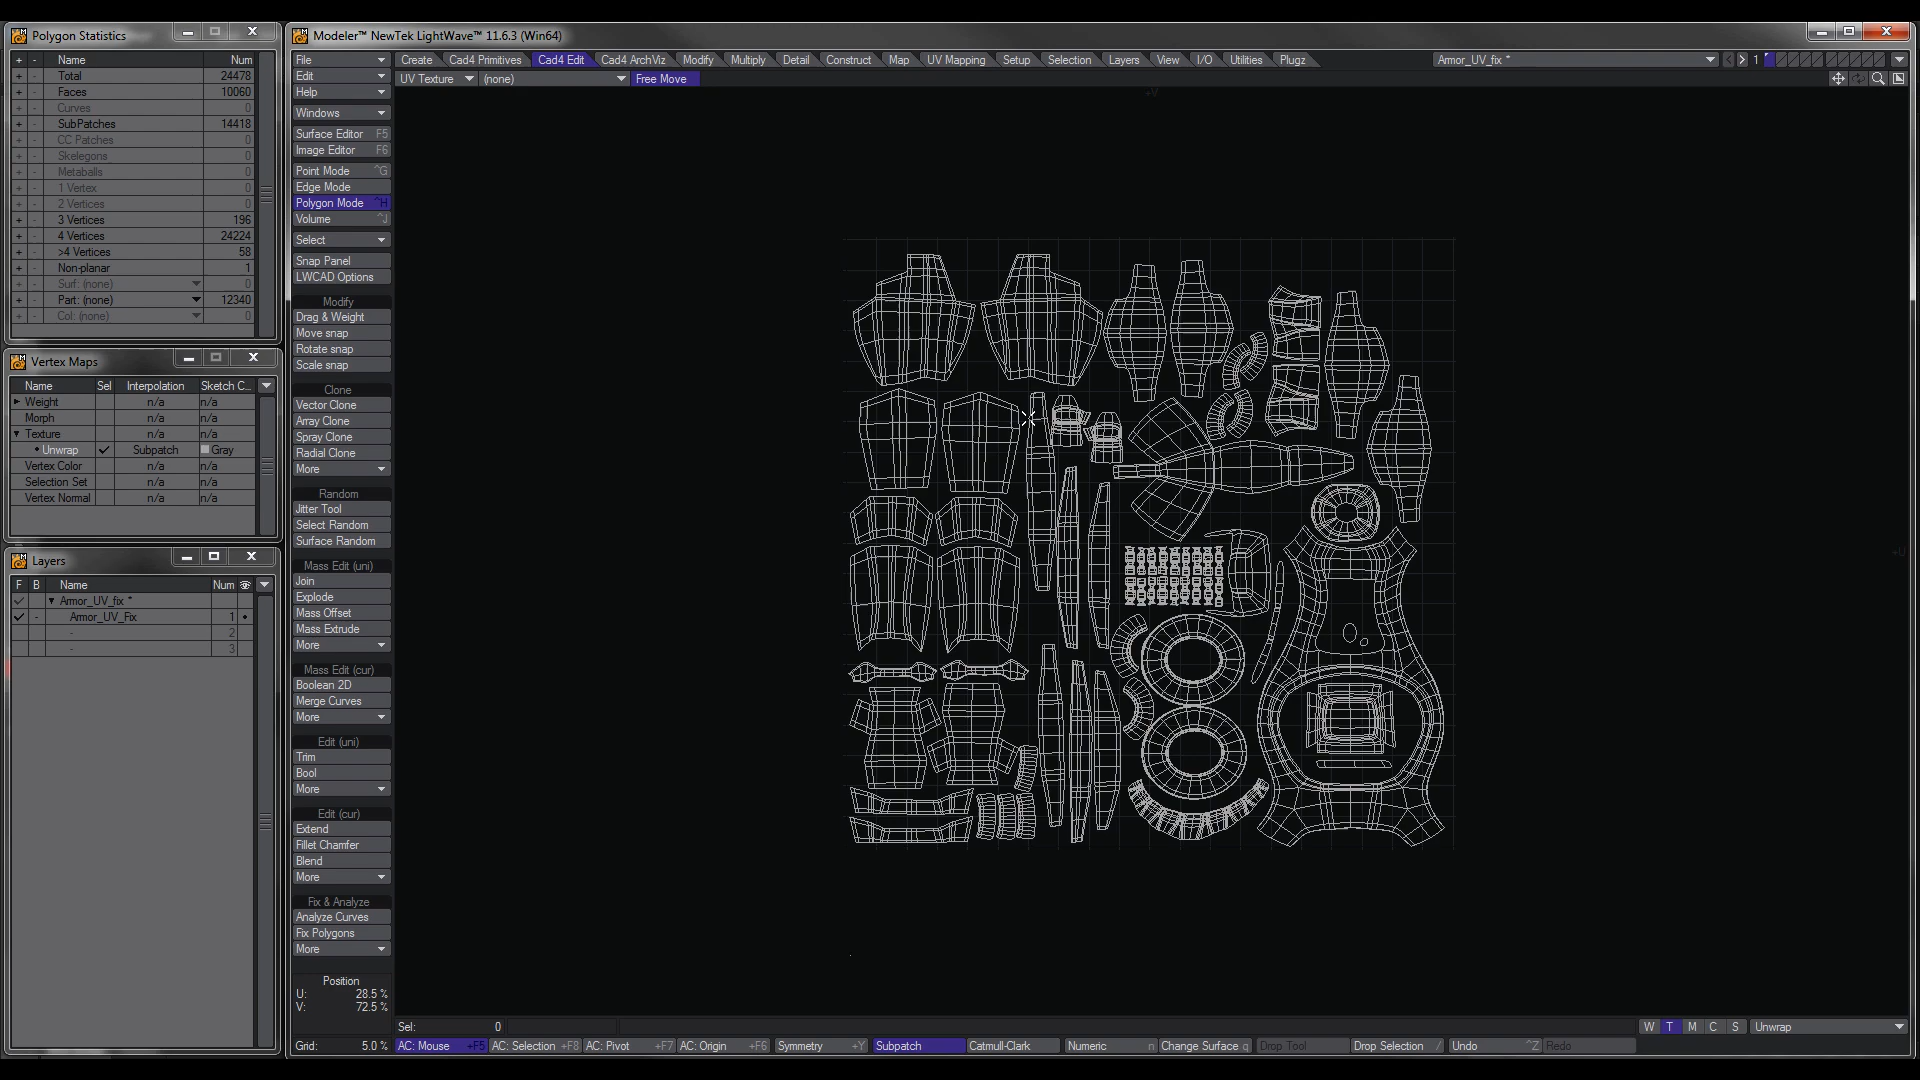 Polygon Statistics
+ - Name Num
+ - Total 24478
+ - Faces 10060
+ - Curves 0
+ - SubPatches 14418
+ - CC Patches 0
+ - Skelegons 0
+ - Metaballs 0
+ - 1 Vertex 0
+ - 2 Vertices 0
+ - 3 Vertices 196
+ - 4 Vertices 24224
+ - >4 Vertices 58
+ - Non-planar 1
+ - Surf: (none) 0
+ - Part: (none) 12340
+ - Col: (none) 0
Vertex Maps
Name Sel Interpolation Sketch C...
Weight n/a n/a
Morph n/a n/a
Texture n/a n/a
Unwrap Subpatch Gray
Vertex Color n/a n/a
Selection Set n/a n/a
Vertex Normal n/a n/a
Layers
F B Name Num
Armor_UV_fix *
- Armor_UV_Fix 1
- 2
- 3
Modeler™ NewTek LightWave™ 11.6.3 (Win64)
Create Cad4 Primitives Cad4 Edit Cad4 ArchViz Modify Multiply Detail Construct Map UV Mapping Setup Selection Layers View I/O Utilities Plugz
Armor_UV_fix *
1
UV Texture (none) Free Move
File
Edit
Help
Windows
Surface Editor F5
Image Editor F6
Point Mode ^G
Edge Mode
Polygon Mode ^H
Volume ^J
Select
Snap Panel
LWCAD Options
Modify
Drag & Weight
Move snap
Rotate snap
Scale snap
Clone
Vector Clone
Array Clone
Spray Clone
Radial Clone
More
Random
Jitter Tool
Select Random
Surface Random
Mass Edit (uni)
Join
Explode
Mass Offset
Mass Extrude
More
Mass Edit (cur)
Boolean 2D
Merge Curves
More
Edit (uni)
Trim
Bool
More
Edit (cur)
Extend
Fillet Chamfer
Blend
More
Fix & Analyze
Analyze Curves
Fix Polygons
More
Position
U: 28.5 %
V: 72.5 %
+V
+U
Sel: 0
W T M C S Unwrap
Grid: 5.0 % AC: Mouse +F5 AC: Selection +F8 AC: Pivot +F7 AC: Origin +F6 Symmetry +Y Subpatch Catmull-Clark Numeric n Change Surface q Drop Tool Drop Selection / Undo ^Z Redo